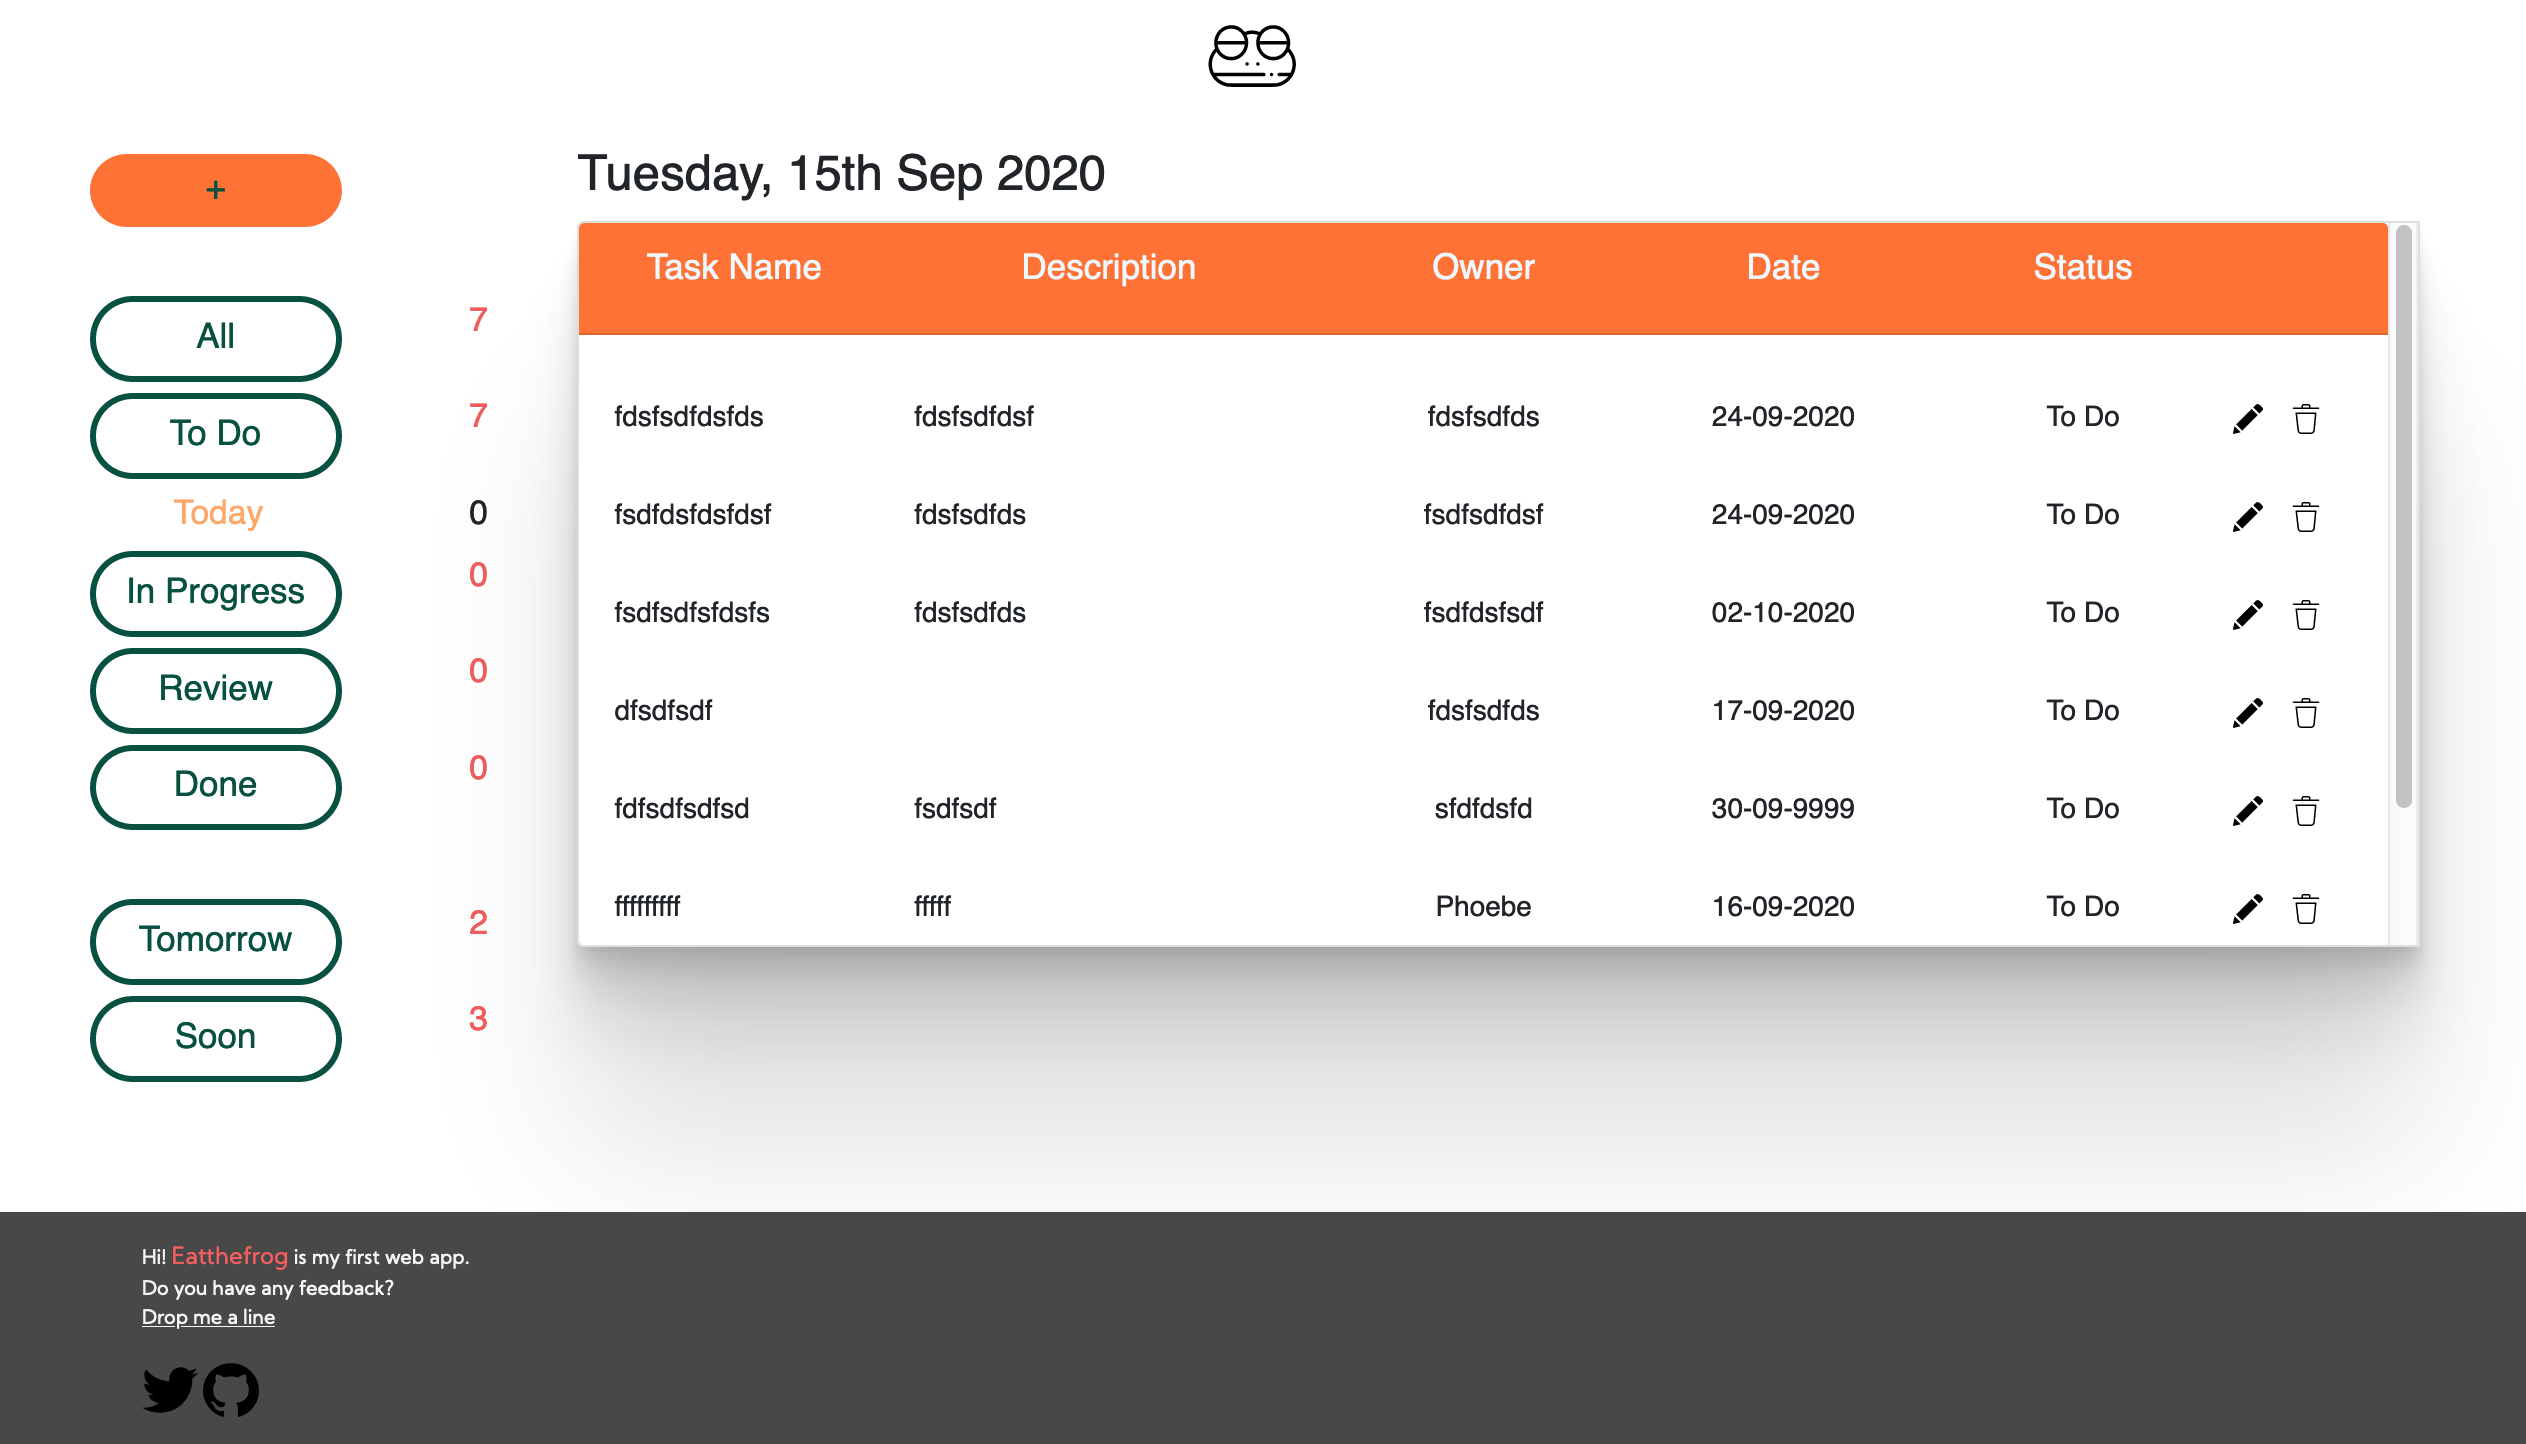 Tuesday, 15th Sep 2020
+
All 7
To Do 7
Today 0
In Progress 0
Review 0
Done 0
Tomorrow 2
Soon 3
Task Name Description Owner Date Status
fdsfsdfdsfds fdsfsdfdsf fdsfsdfds 24-09-2020 To Do
fsdfdsfdsfdsf fdsfsdfds fsdfsdfdsf 24-09-2020 To Do
fsdfsdfsfdsfs fdsfsdfds fsdfdsfsdf 02-10-2020 To Do
dfsdfsdf fdsfsdfds 17-09-2020 To Do
fdfsdfsdfsd fsdfsdf sfdfdsfd 30-09-9999 To Do
fffffffff fffff Phoebe 16-09-2020 To Do
Hi! Eatthefrog is my first web app.
Do you have any feedback?
Drop me a line